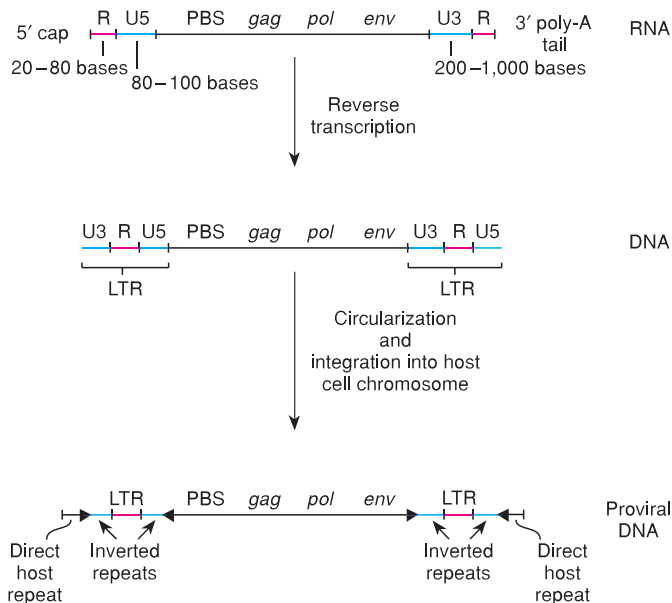 R U5 PBS gag pol env U3 R
5′ cap
3′ poly-A
tail
RNA
20–80 bases
80–100 bases
200–1,000 bases
Reverse
transcription
U3 R U5 PBS gag pol env U3 R U5
DNA
LTR LTR
Circularization
and
integration into host
cell chromosome
LTR PBS gag pol env LTR
Proviral
DNA
Direct
host
repeat
Inverted
repeats
Inverted
repeats
Direct
host
repeat